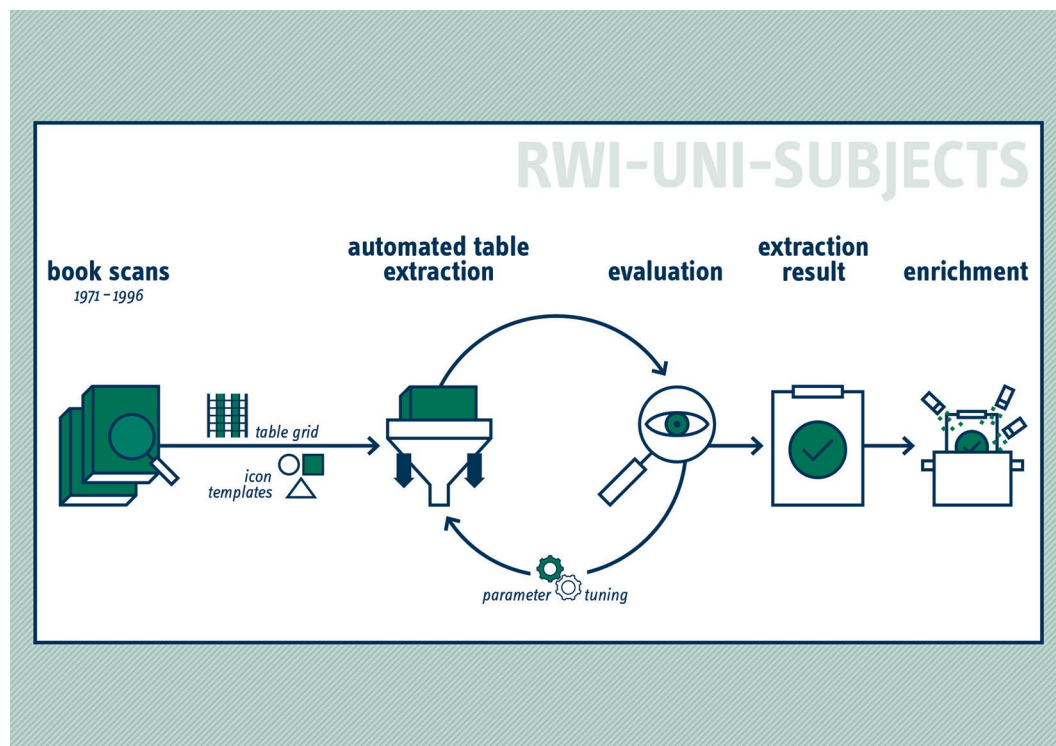 RWI-UNI-SUBJECTS
book scans
1971 – 1996
automated table
extraction
evaluation
extraction
result
enrichment
table grid
icon
templates
parameter tuning